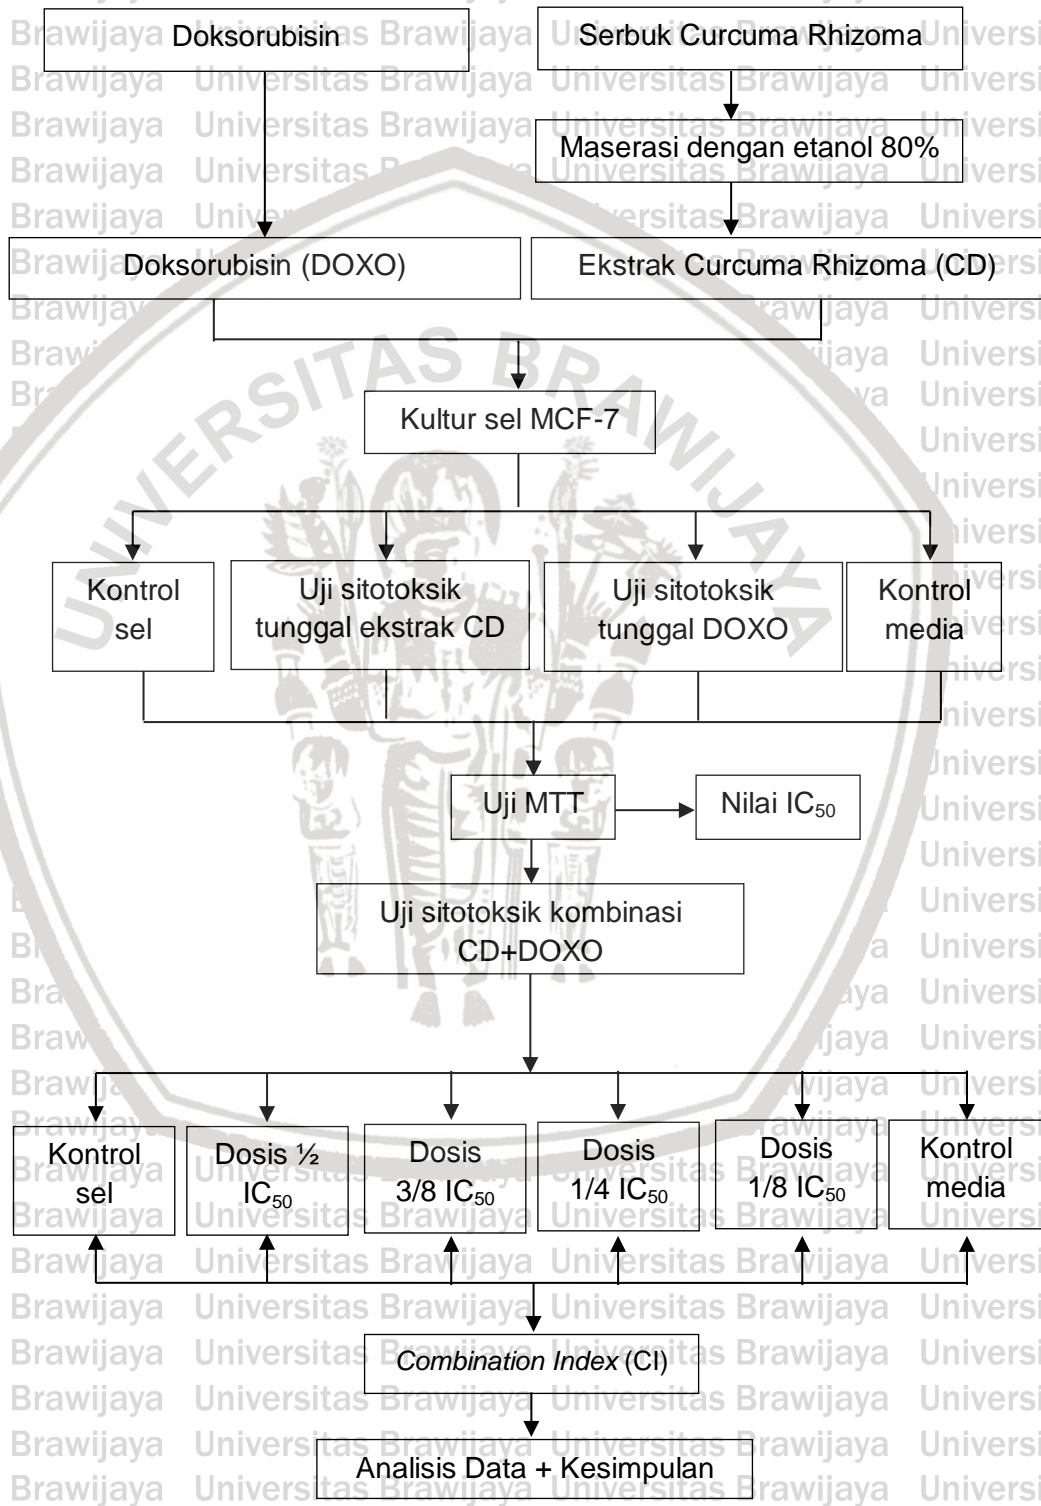 Doksorubisin
Serbuk Curcuma Rhizoma
Maserasi dengan etanol 80%
Doksorubisin (DOXO)
Ekstrak Curcuma Rhizoma (CD)
UNIVERSITAS BRAWIJAYA
Kultur sel MCF-7
Kontrol
sel
Uji sitotoksik
tunggal ekstrak CD
Uji sitotoksik
tunggal DOXO
Kontrol
media
Uji MTT
Nilai IC50
Uji sitotoksik kombinasi
CD+DOXO
Kontrol
sel
Dosis ½
IC50
Dosis
3/8 IC50
Dosis
1/4 IC50
Dosis
1/8 IC50
Kontrol
media
Combination Index (CI)
Analisis Data + Kesimpulan